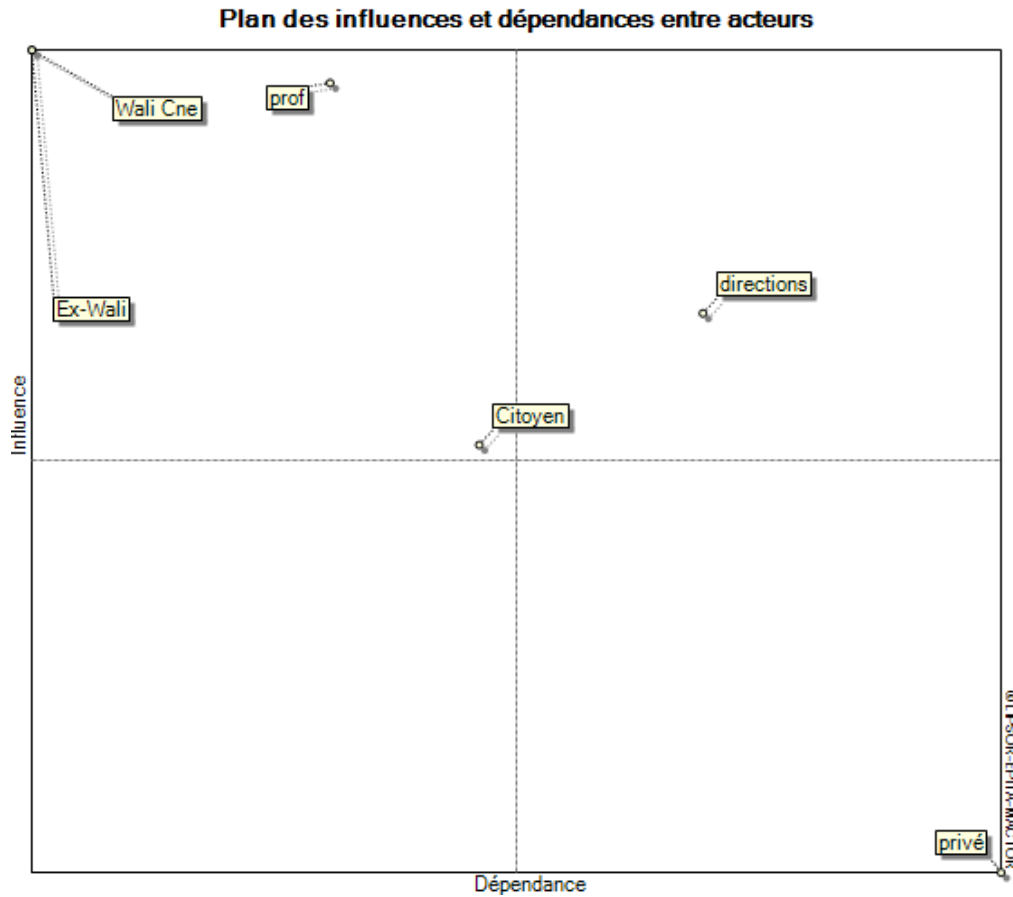 Plan des influences et dépendances entre acteurs
Wali Cne
prof
Ex-Wali
directions
Citoyen
Influence
privé
Dépendance